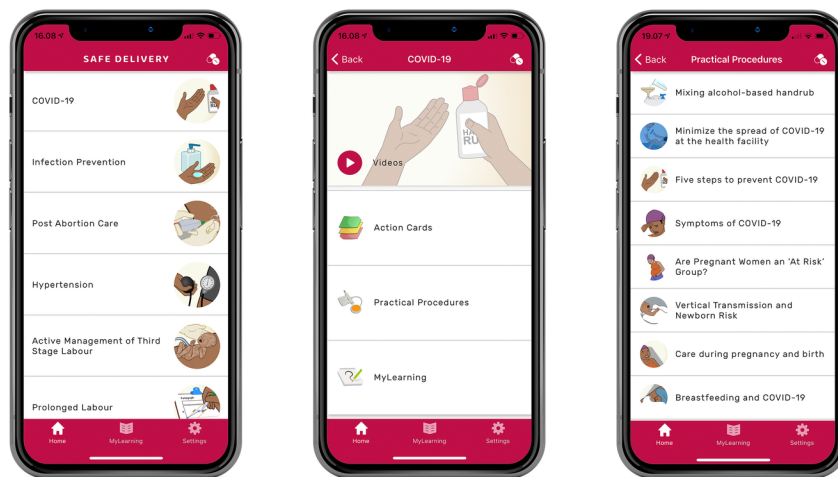 16.08
SAFE DELIVERY
COVID-19
Infection Prevention
Post Abortion Care
Hypertension
Active Management of Third
Stage Labour
Prolonged Labour
Home
MyLearning
Settings
16.08
Back
COVID-19
HA
RU
Videos
Action Cards
Practical Procedures
MyLearning
Home
MyLearning
Settings
19.07
Back
Practical Procedures
Mixing alcohol-based handrub
Minimize the spread of COVID-19
at the health facility
Five steps to prevent COVID-19
Symptoms of COVID-19
Are Pregnant Women an ‘At Risk’
Group?
Vertical Transmission and
Newborn Risk
Care during pregnancy and birth
Breastfeeding and COVID-19
Home
MyLearning
Settings